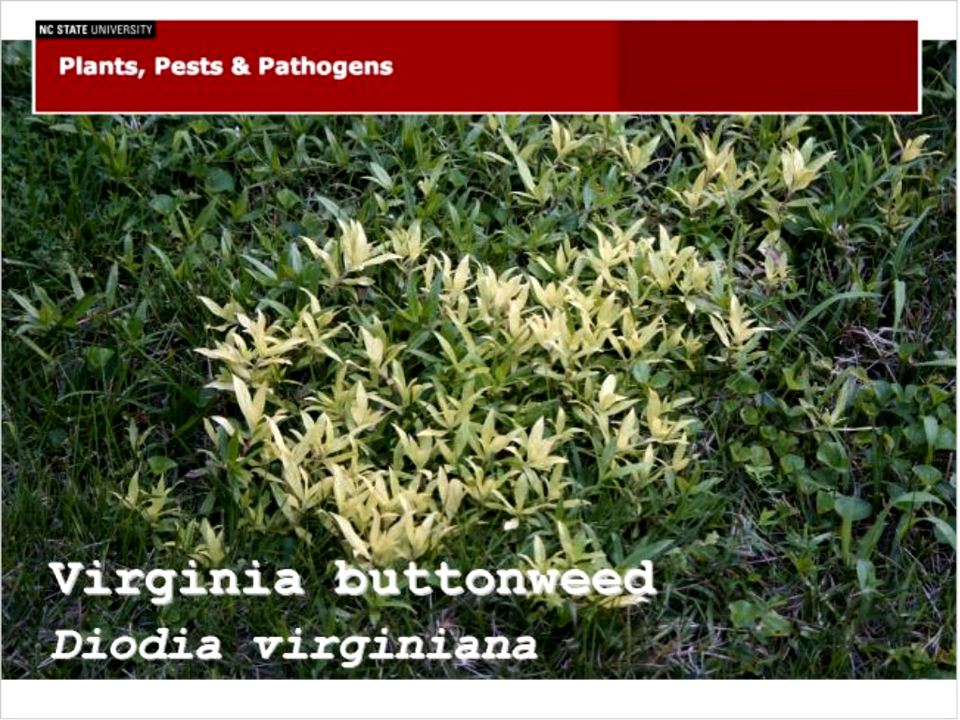 NC STATE UNIVERSITY
Plants, Pests & Pathogens
Virginia buttonweed
Diodia virginiana